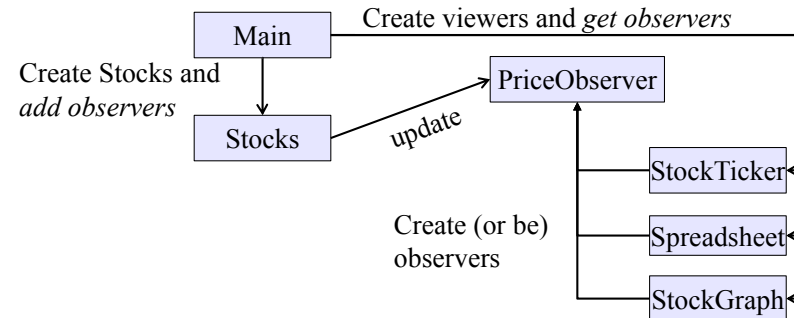 Create viewers and get observers
Main
Create Stocks and
add observers
PriceObserver
Stocks
update
StockTicker
Create (or be)
observers
Spreadsheet
StockGraph